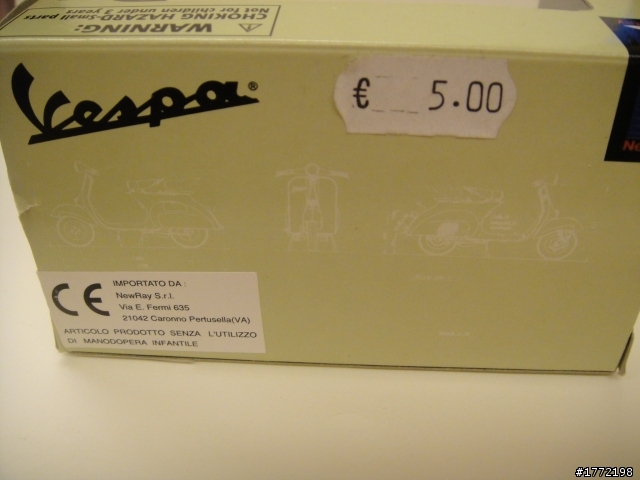 WARNING:
CHOKING HAZARD-Small parts
Not for children under 3 years
Vespa®
€ 5.00
Ne
CE
IMPORTATO DA:
NewRay S.r.l.
Via E. Fermi 635
21042 Caronno Pertusella(VA)
ARTICOLO PRODOTTO SENZA L'UTILIZZO
DI MANODOPERA INFANTILE
#1772198